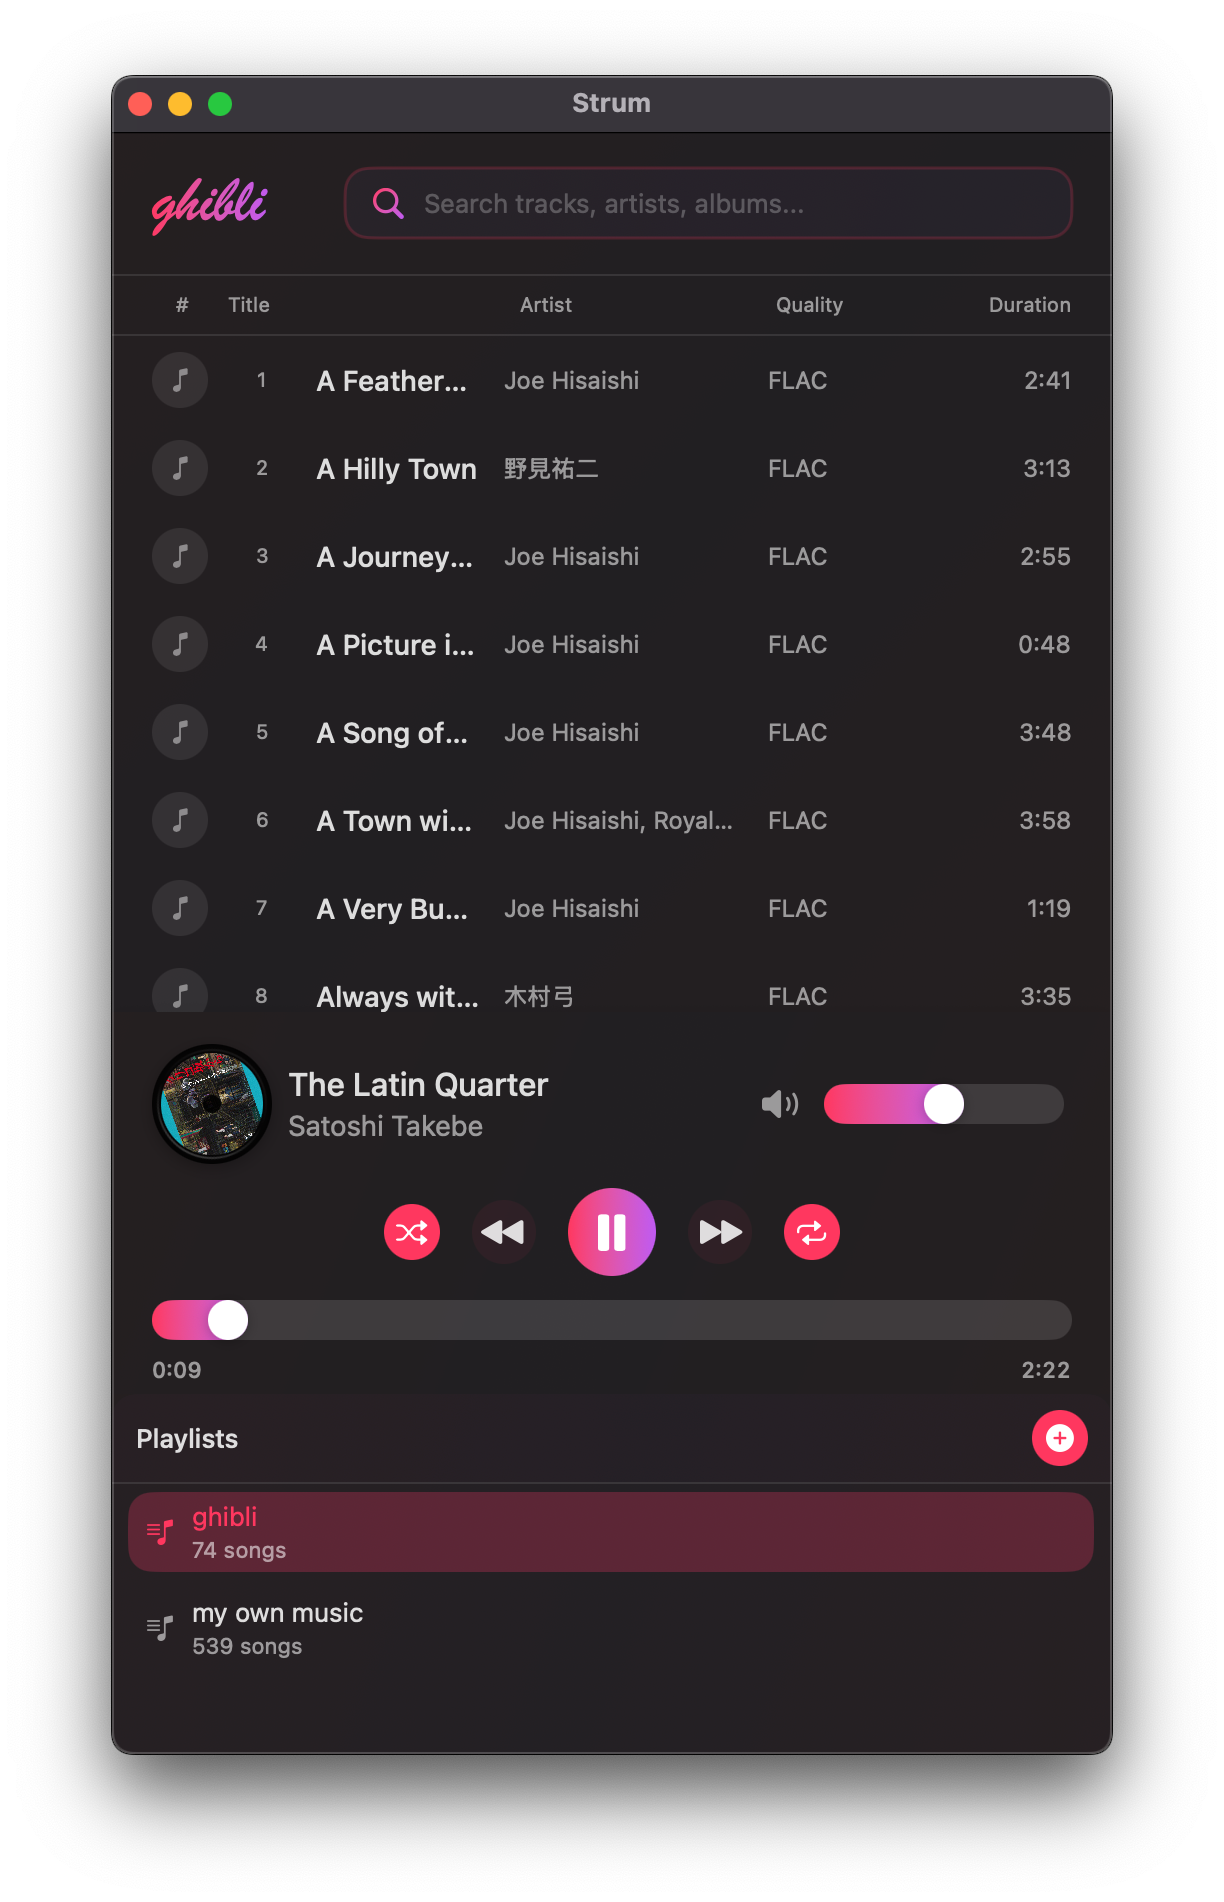 Strum
ghibli
Search tracks, artists, albums...
# Title Artist Quality Duration
1 A Feather... Joe Hisaishi FLAC 2:41
2 A Hilly Town 野見祐二 FLAC 3:13
3 A Journey... Joe Hisaishi FLAC 2:55
4 A Picture i... Joe Hisaishi FLAC 0:48
5 A Song of... Joe Hisaishi FLAC 3:48
6 A Town wi... Joe Hisaishi, Royal... FLAC 3:58
7 A Very Bu... Joe Hisaishi FLAC 1:19
8 Always wit... 木村弓 FLAC 3:35
The Latin Quarter
Satoshi Takebe
0:09 2:22
Playlists
ghibli
74 songs
my own music
539 songs